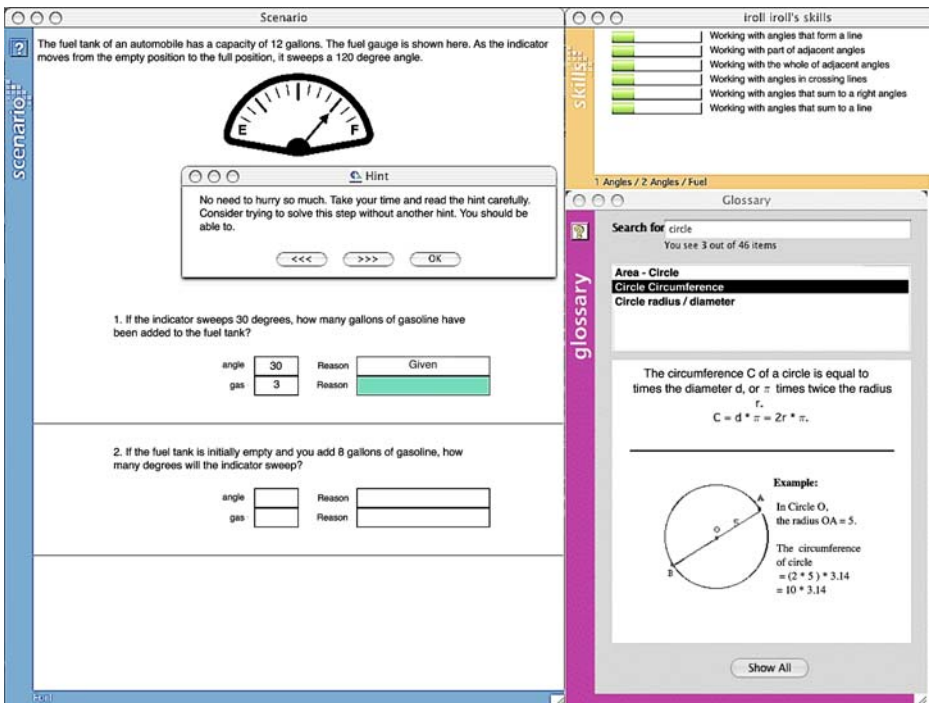 Scenario
The fuel tank of an automobile has a capacity of 12 gallons. The fuel gauge is shown here. As the indicator
moves from the empty position to the full position, it sweeps a 120 degree angle.
E
F
scenario
Hint
No need to hurry so much. Take your time and read the hint carefully.
Consider trying to solve this step without another hint. You should be
able to.
<<<
>>>
OK
1. If the indicator sweeps 30 degrees, how many gallons of gasoline have
been added to the fuel tank?
angle 30 Reason Given
gas 3 Reason
2. If the fuel tank is initially empty and you add 8 gallons of gasoline, how
many degrees will the indicator sweep?
angle Reason
gas Reason
iroll iroll's skills
skills
Working with angles that form a line
Working with part of adjacent angles
Working with the whole of adjacent angles
Working with angles in crossing lines
Working with angles that sum to a right angles
Working with angles that sum to a line
1 Angles / 2 Angles / Fuel
Glossary
glossary
Search for circle
You see 3 out of 46 items
Area - Circle
Circle Circumference
Circle radius / diameter
The circumference C of a circle is equal to
times the diameter d, or π times twice the radius
r.
C = d * π = 2r * π.
Example:
In Circle O,
the radius OA = 5.
The circumference
of circle
= (2 * 5) * 3.14
= 10 * 3.14
A
5
O
B
Show All